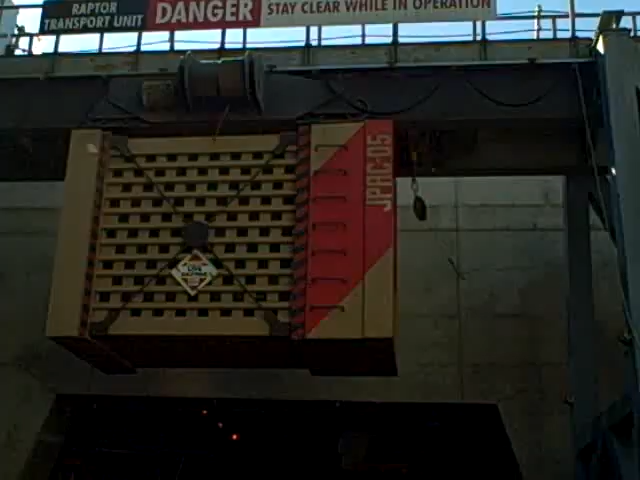 RAPTOR
TRANSPORT UNIT
DANGER
STAY CLEAR WHILE IN OPERATION
JPRC-05